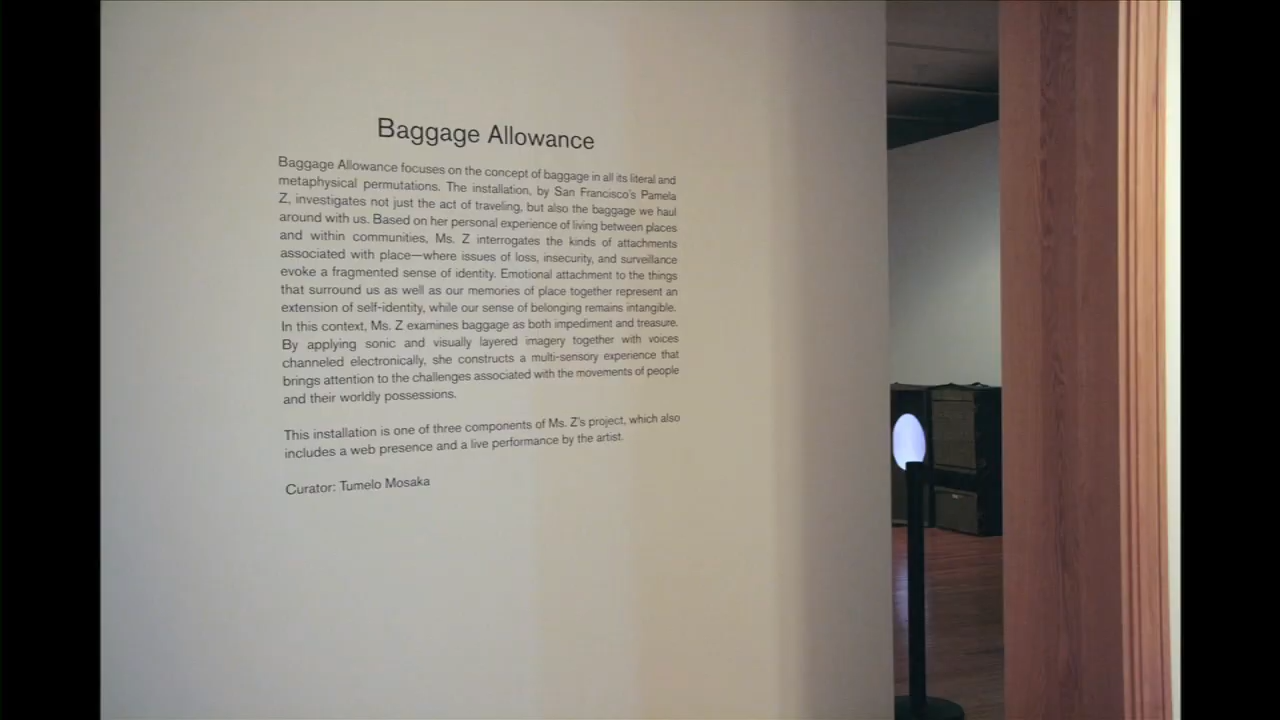 Baggage Allowance
Baggage Allowance focuses on the concept of baggage in all its literal and
metaphysical permutations. The installation, by San Francisco's Pamela
Z, investigates not just the act of traveling, but also the baggage we haul
around with us. Based on her personal experience of living between places
and within communities, Ms. Z interrogates the kinds of attachments
associated with place—where issues of loss, insecurity, and surveillance
evoke a fragmented sense of identity. Emotional attachment to the things
that surround us as well as our memories of place together represent an
extension of self-identity, while our sense of belonging remains intangible.
In this context, Ms. Z examines baggage as both impediment and treasure.
By applying sonic and visually layered imagery together with voices
channeled electronically, she constructs a multi-sensory experience that
brings attention to the challenges associated with the movements of people
and their worldly possessions.
This installation is one of three components of Ms. Z's project, which also
includes a web presence and a live performance by the artist.
Curator: Tumelo Mosaka